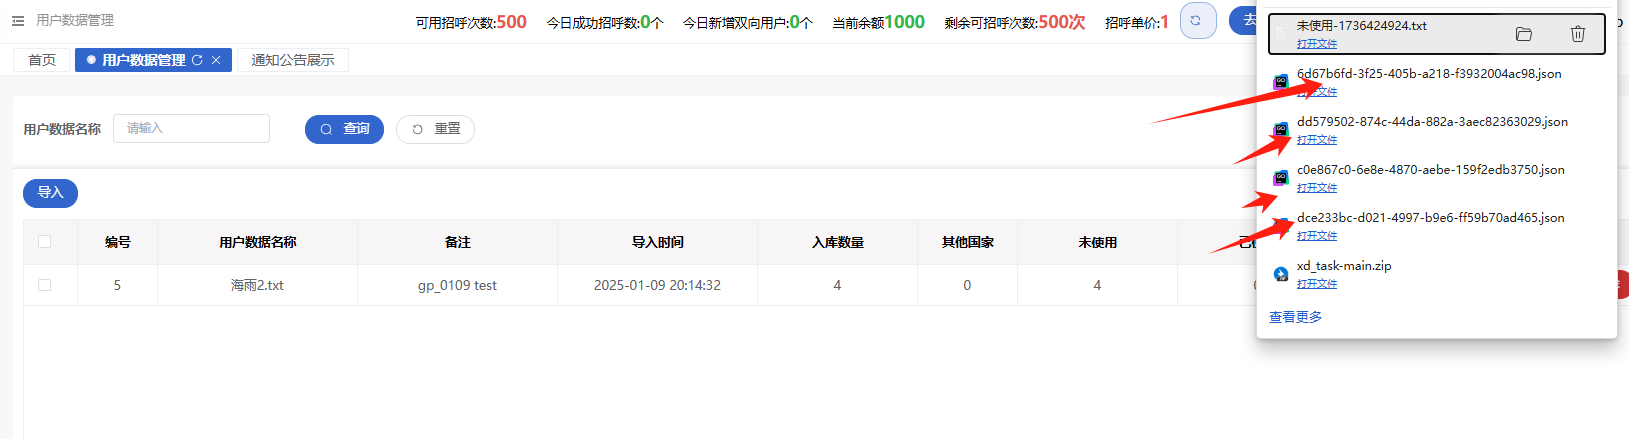 用户数据管理
可用招呼次数:500 今日成功招呼数:0个 今日新增双向用户:0个 当前余额1000 剩余可招呼次数:500次 招呼单价:1 去
首页 用户数据管理 通知公告展示
用户数据名称 请输入 查询 重置
导入
编号 用户数据名称 备注 导入时间 入库数量 其他国家 未使用
5 海雨2.txt gp_0109 test 2025-01-09 20:14:32 4 0 4
未使用-1736424924.txt
打开文件
6d67b6fd-3f25-405b-a218-f3932004ac98.json
打开文件
dd579502-874c-44da-882a-3aec82363029.json
打开文件
c0e867c0-6e8e-4870-aebe-159f2edb3750.json
打开文件
dce233bc-d021-4997-b9e6-ff59b70ad465.json
打开文件
xd_task-main.zip
打开文件
查看更多